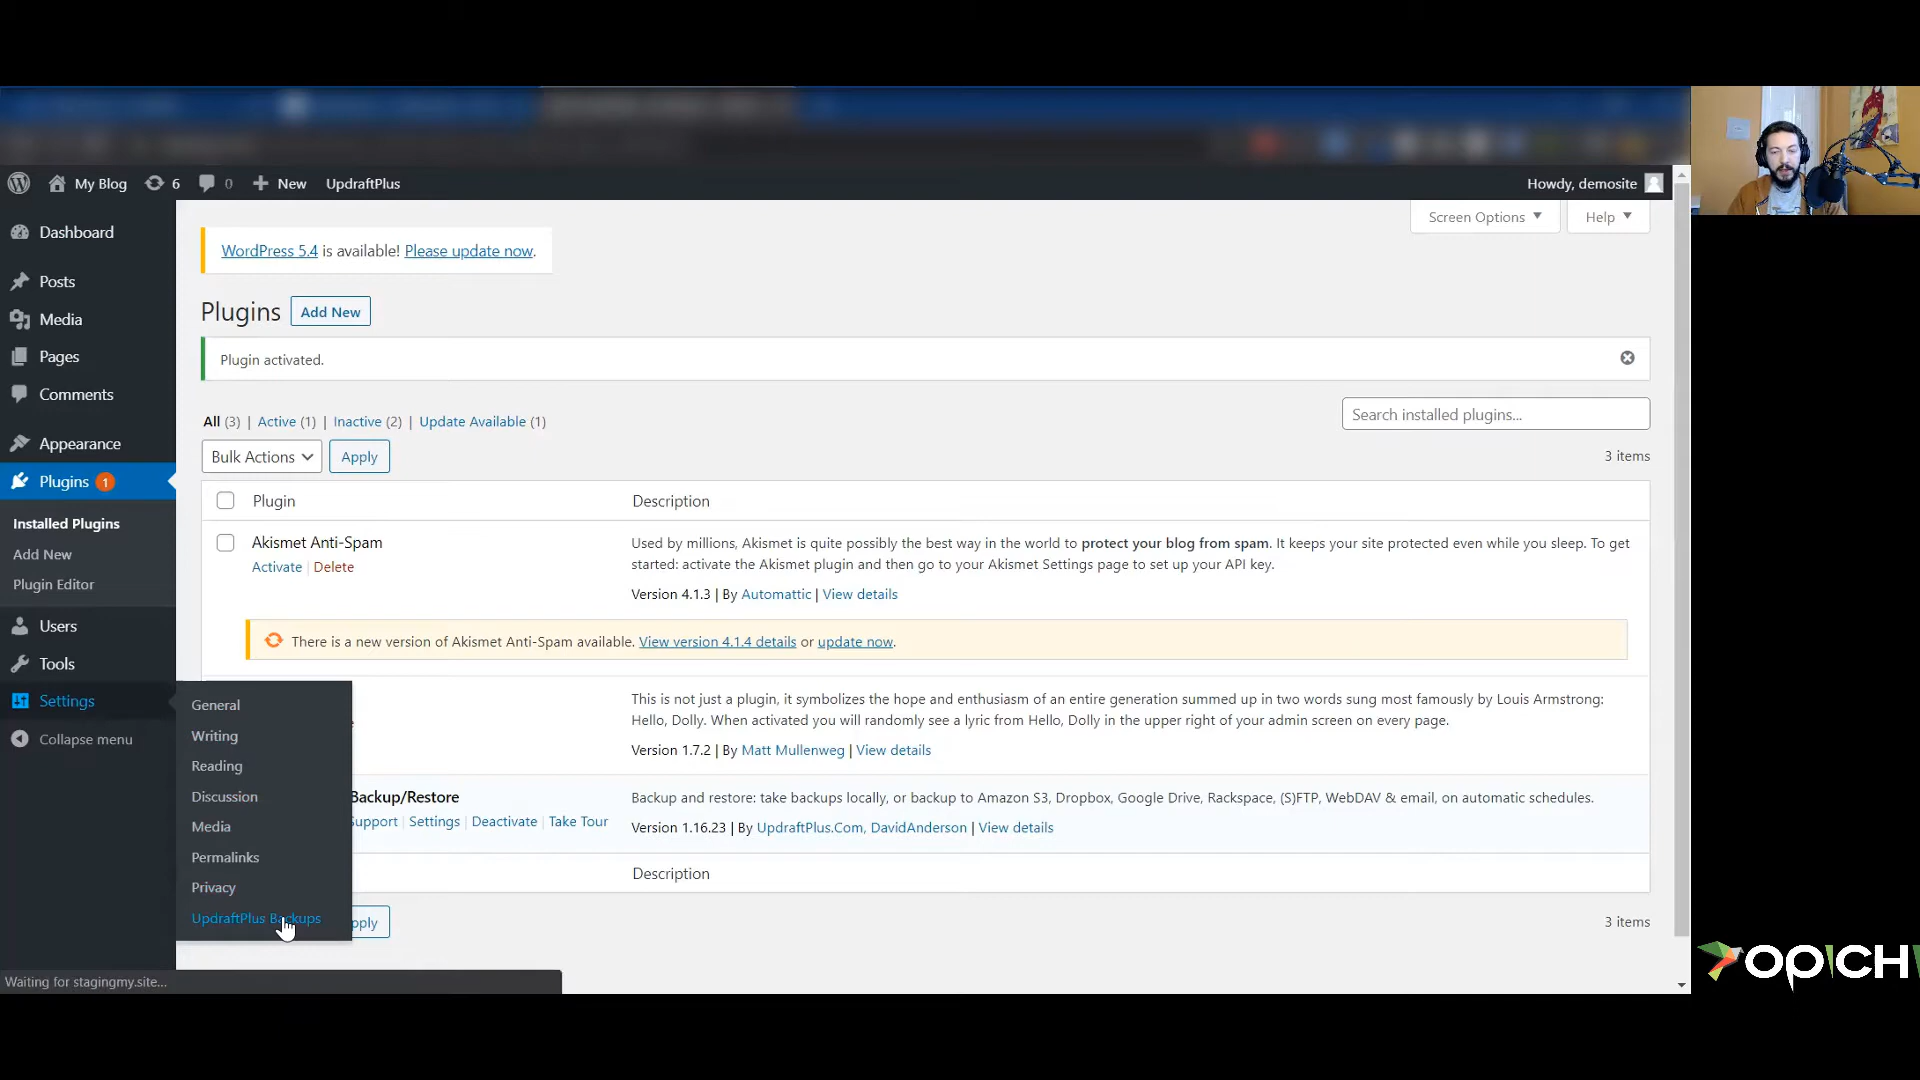 My Blog 6 0 New UpdraftPlus Howdy, demosite
Screen Options Help
Dashboard
Posts
Media
Pages
Comments
Appearance
Plugins 1
Installed Plugins
Add New
Plugin Editor
Users
Tools
Settings
Collapse menu
General
Writing
Reading
Discussion
Media
Permalinks
Privacy
UpdraftPlus Backups
WordPress 5.4 is available! Please update now.
Plugins Add New
Plugin activated.
All (3) | Active (1) | Inactive (2) | Update Available (1)
Search installed plugins...
Bulk Actions Apply
3 items
Plugin Description
Akismet Anti-Spam
Activate | Delete
Used by millions, Akismet is quite possibly the best way in the world to protect your blog from spam. It keeps your site protected even while you sleep. To get
started: activate the Akismet plugin and then go to your Akismet Settings page to set up your API key.
Version 4.1.3 | By Automattic | View details
There is a new version of Akismet Anti-Spam available. View version 4.1.4 details or update now.
This is not just a plugin, it symbolizes the hope and enthusiasm of an entire generation summed up in two words sung most famously by Louis Armstrong:
Hello, Dolly. When activated you will randomly see a lyric from Hello, Dolly in the upper right of your admin screen on every page.
Version 1.7.2 | By Matt Mullenweg | View details
Backup/Restore
upport | Settings | Deactivate | Take Tour
Backup and restore: take backups locally, or backup to Amazon S3, Dropbox, Google Drive, Rackspace, (S)FTP, WebDAV & email, on automatic schedules.
Version 1.16.23 | By UpdraftPlus.Com, DavidAnderson | View details
Description
pply
3 items
Waiting for stagingmy.site...
OPICH